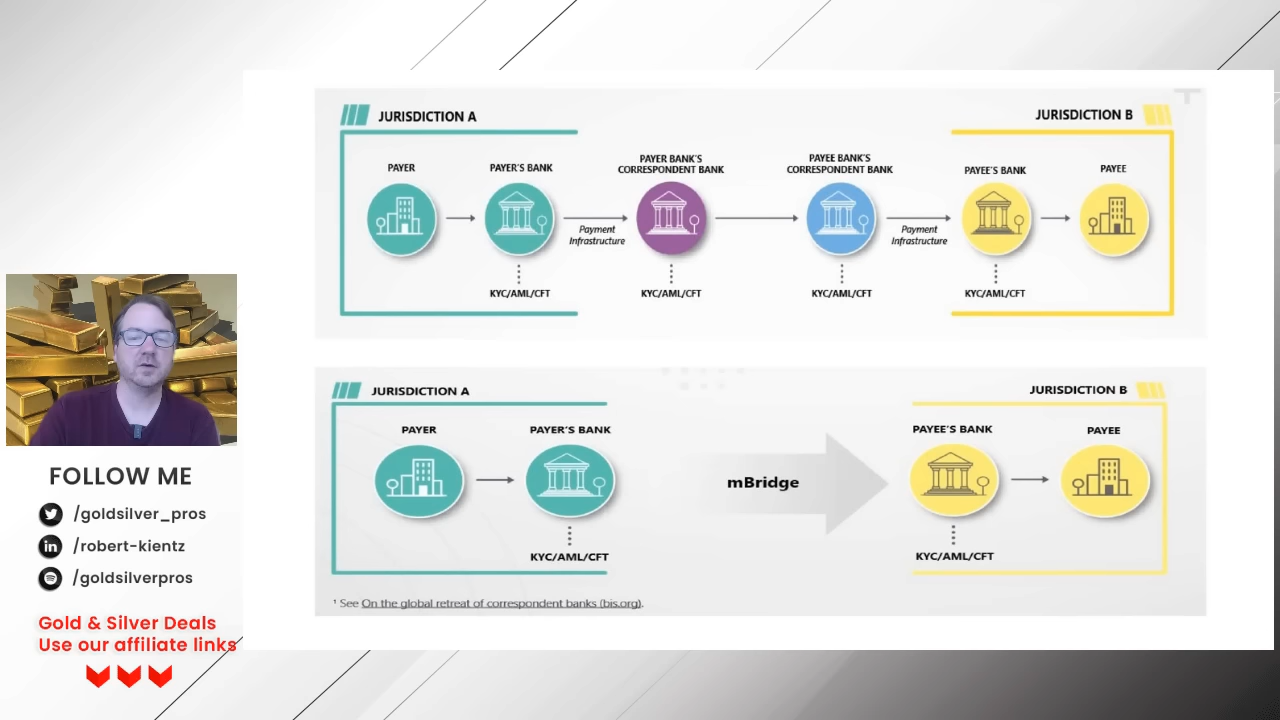 JURISDICTION A
JURISDICTION B
PAYER
PAYER'S BANK
PAYER BANK'S
CORRESPONDENT BANK
PAYEE BANK'S
CORRESPONDENT BANK
PAYEE'S BANK
PAYEE
Payment
Infrastructure
Payment
Infrastructure
KYC/AML/CFT
KYC/AML/CFT
KYC/AML/CFT
KYC/AML/CFT
JURISDICTION A
JURISDICTION B
PAYER
PAYER'S BANK
PAYEE'S BANK
PAYEE
mBridge
KYC/AML/CFT
KYC/AML/CFT
¹ See On the global retreat of correspondent banks (bis.org).
FOLLOW ME
/goldsilver_pros
/robert-kientz
/goldsilverpros
Gold & Silver Deals
Use our affiliate links